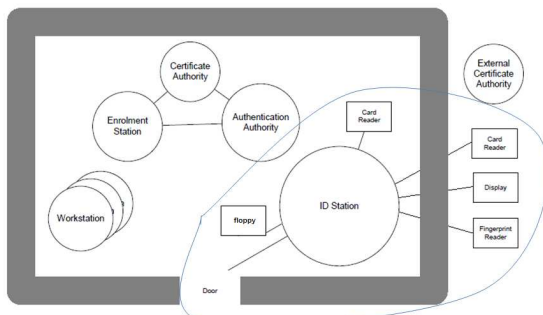 Certificate
Authority
External
Certificate
Authority
Enrolment
Station
Authentication
Authority
Card
Reader
Card
Reader
Display
ID Station
Workstation
floppy
Fingerprint
Reader
Door